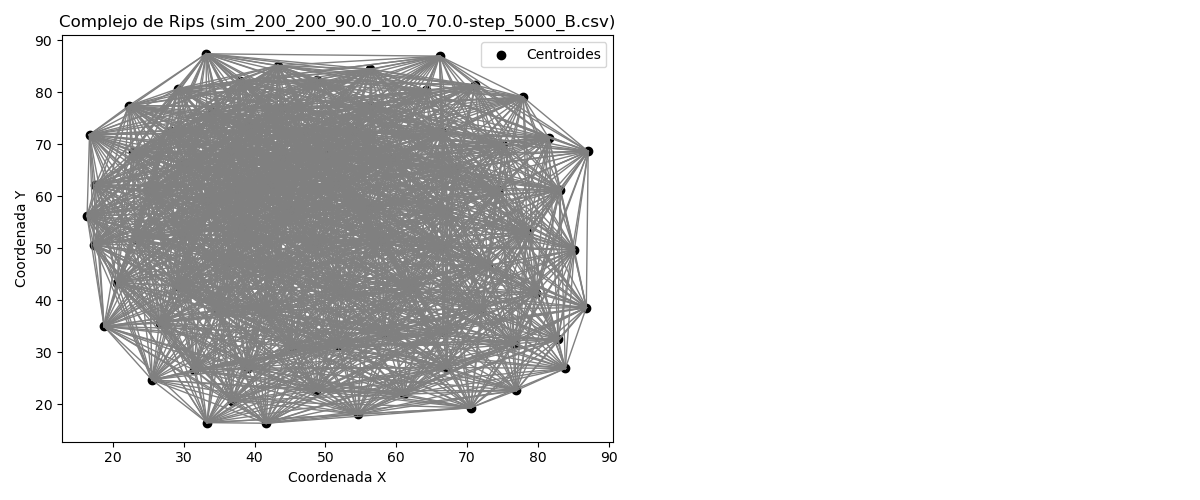 Complejo de Rips (sim_200_200_90.0_10.0_70.0-step_5000_B.csv)
Centroides
Coordenada Y
90
80
70
60
50
40
30
20
20 30 40 50 60 70 80 90
Coordenada X